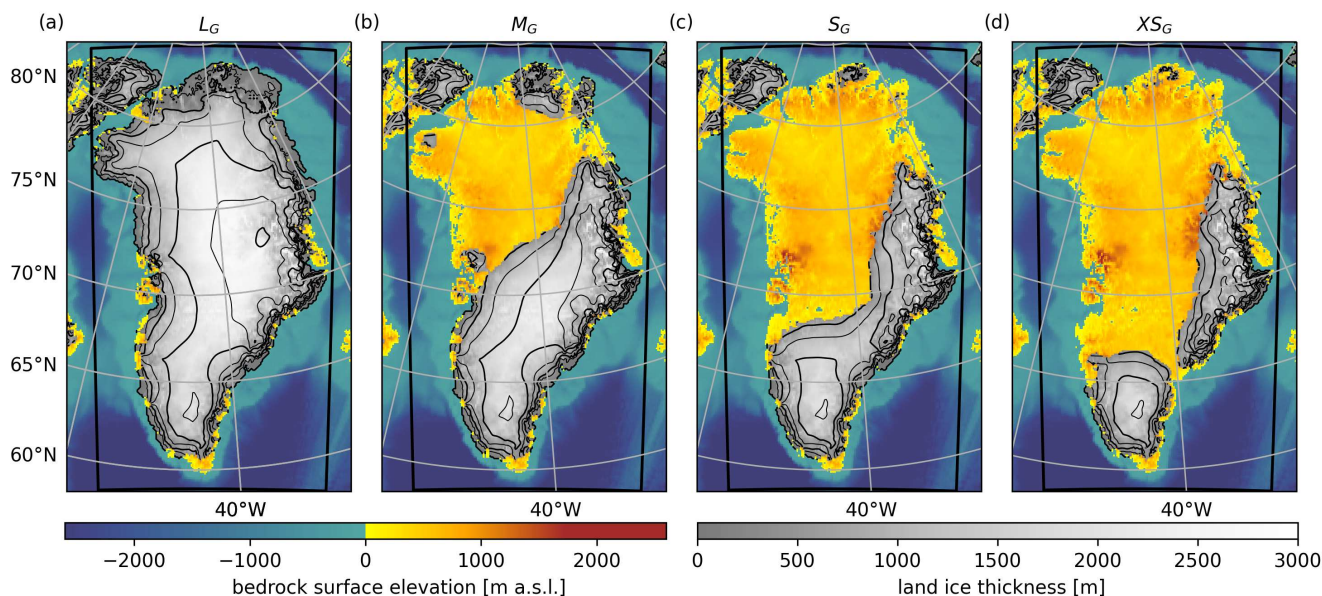 (a) L_G (b) M_G (c) S_G (d) XS_G
80°N
75°N
70°N
65°N
60°N
40°W 40°W 40°W 40°W
−2000 −1000 0 1000 2000
bedrock surface elevation [m a.s.l.]
0 500 1000 1500 2000 2500 3000
land ice thickness [m]